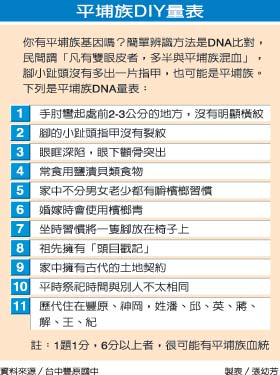 平埔族DIY量表
你有平埔族基因嗎？簡單辨識方法是DNA比對，
民間謂「凡有雙眼皮者，多半與平埔族混血」，
腳小趾頭沒有多出一片指甲，也可能是平埔族。
下列是平埔族DNA量表：
1 手肘彎起處前2-3公分的地方，沒有明顯橫紋
2 腳的小趾頭指甲沒有裂紋
3 眼眶深陷，眼下顴骨突出
4 常食用鹽漬貝類食物
5 家中不分男女老少都有嚼檳榔習慣
6 婚嫁時會使用檳榔青
7 坐時習慣將一隻腳放在椅子上
8 祖先擁有「頭目戳記」
9 家中擁有古代的土地契約
10 平時祭祀時間與別人不太相同
11 歷代住在豐原、神岡，姓潘、邱、英、蔣、
解、王、紀
註：1題1分，6分以上者，很可能有平埔族血統
資料來源／台中豐原國中
製表／張幼芳